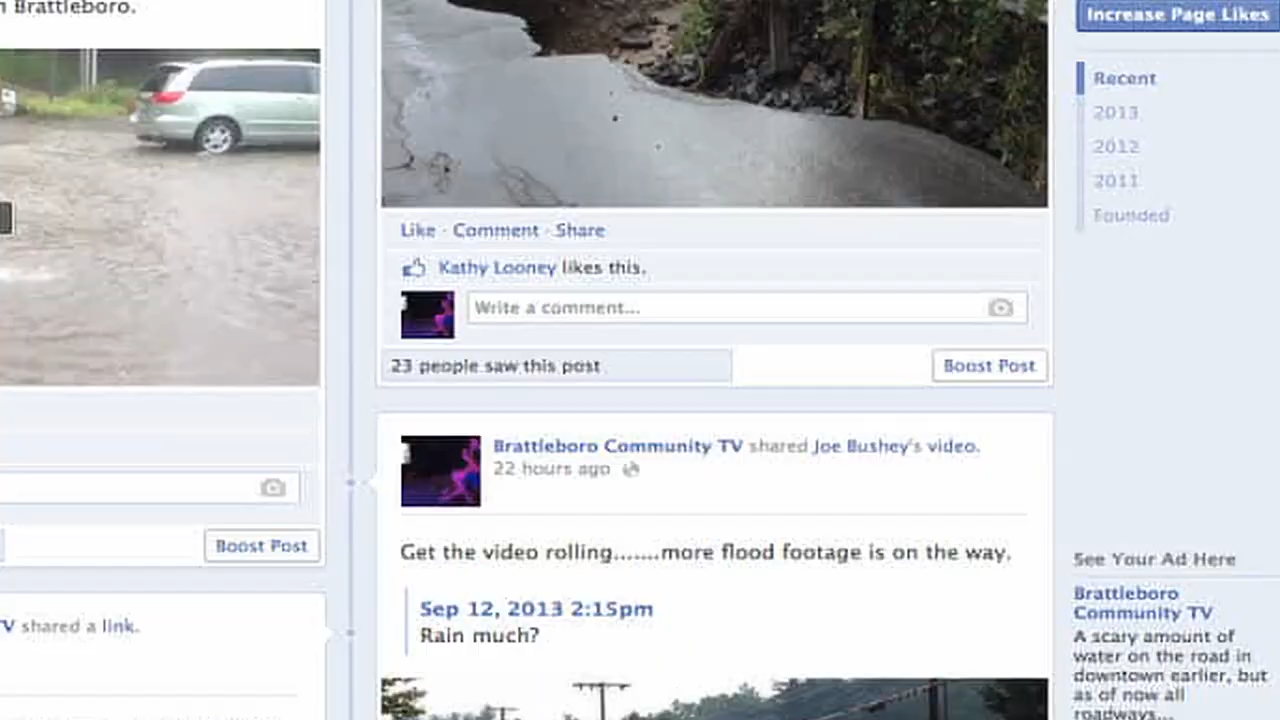 n Brattleboro.
Boost Post
V shared a link.
Like · Comment · Share
Kathy Looney likes this.
Write a comment...
23 people saw this post
Boost Post
Brattleboro Community TV shared Joe Bushey's video.
22 hours ago
Get the video rolling.......more flood footage is on the way.
Sep 12, 2013 2:15pm
Rain much?
Increase Page Likes
Recent
2013
2012
2011
Founded
See Your Ad Here
Brattleboro
Community TV
A scary amount of
water on the road in
downtown earlier, but
as of now all
roadways...